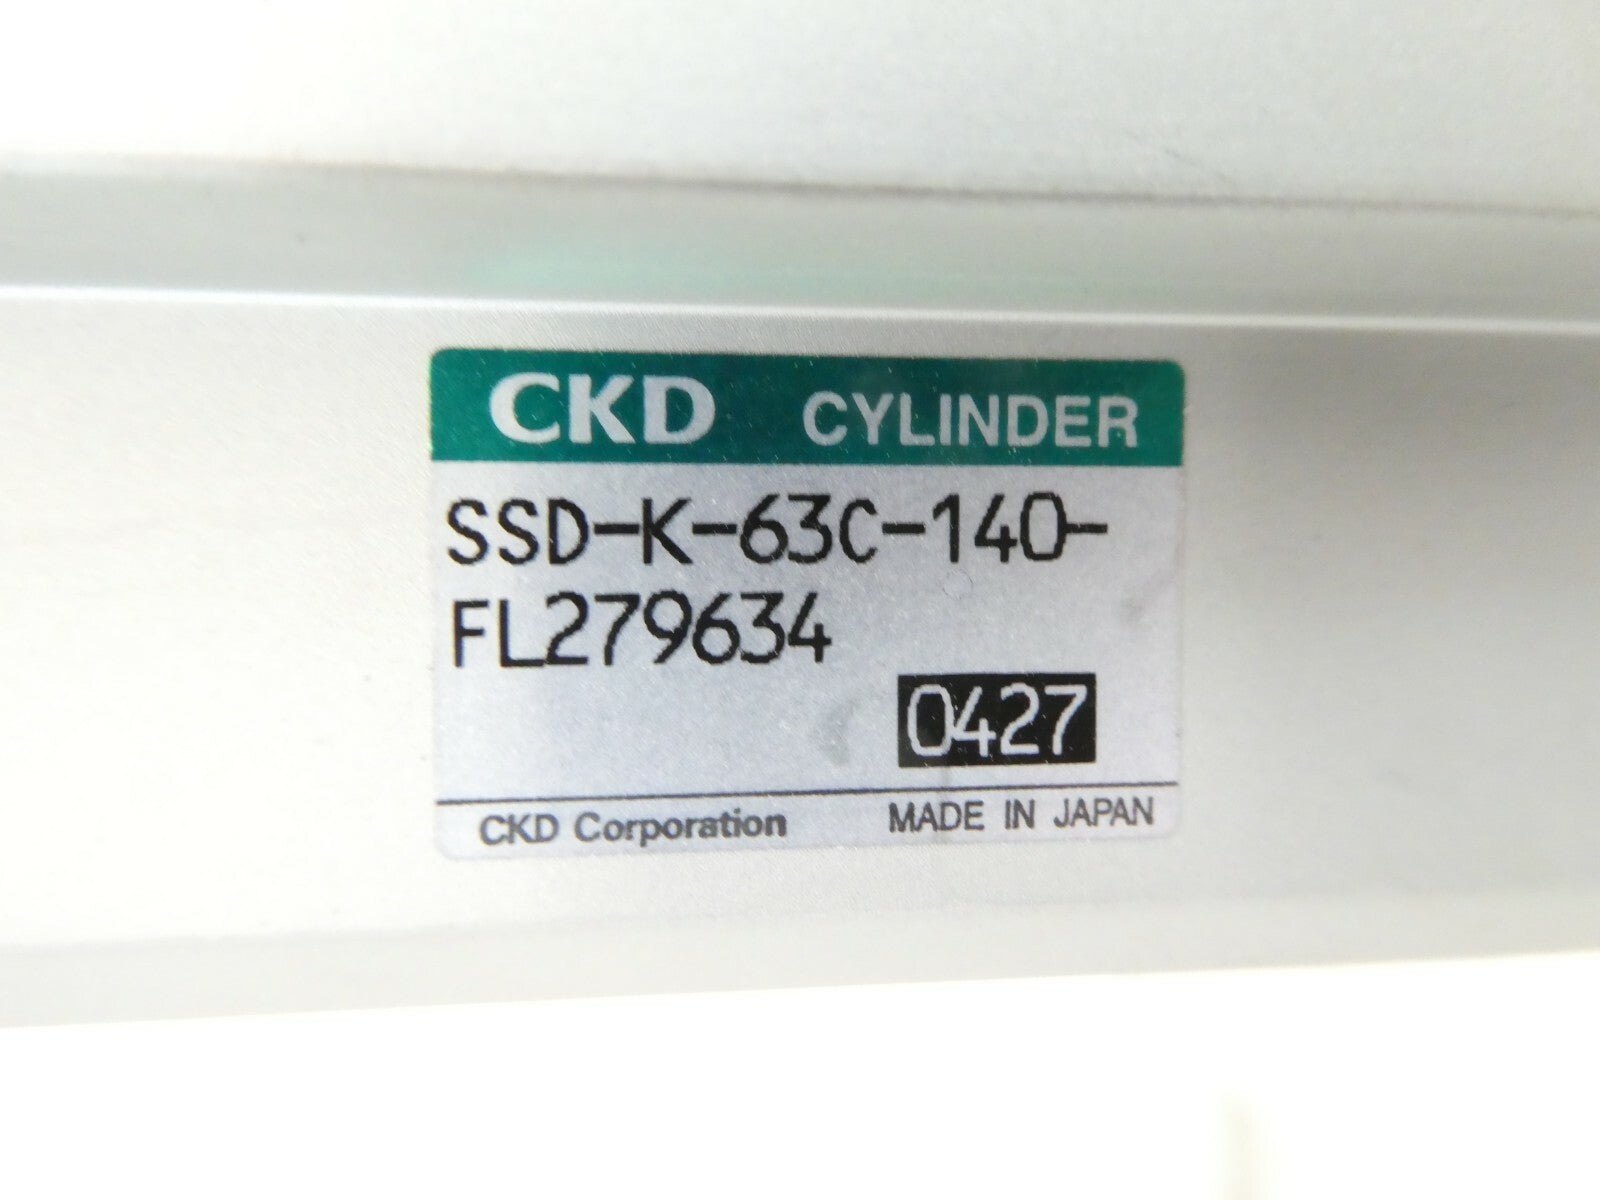 CKD CYLINDER
SSD-K-63C-140-
FL279634
0427
CKD Corporation MADE IN JAPAN